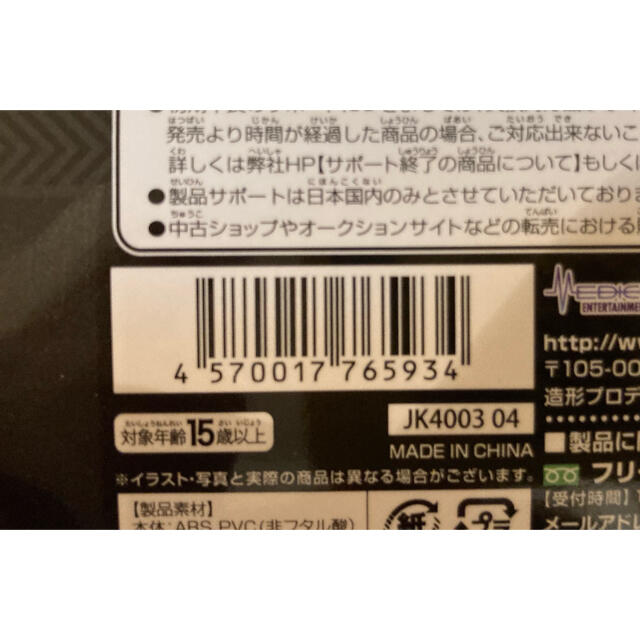 発売より時間が経過した商品の場合、ご対応出来ないこ
詳しくは弊社HP【サポート終了の商品について】もしくに
●製品サポートは日本国内のみとさせていただいており
●中古ショップやオークションサイトなどの転売における
MEDIC
ENTERTAINME
4 570017 765934
http://w
〒105-00
造形プロデ
JK4003 04
対象年齢15歳以上
MADE IN CHINA
■製品に
※イラスト・写真と実際の商品は異なる場合がございます。
フリ
【製品素材】
【受付時間】
本体:ABS, PVC(非フタル酸)
紙
プラ
メールアドレ